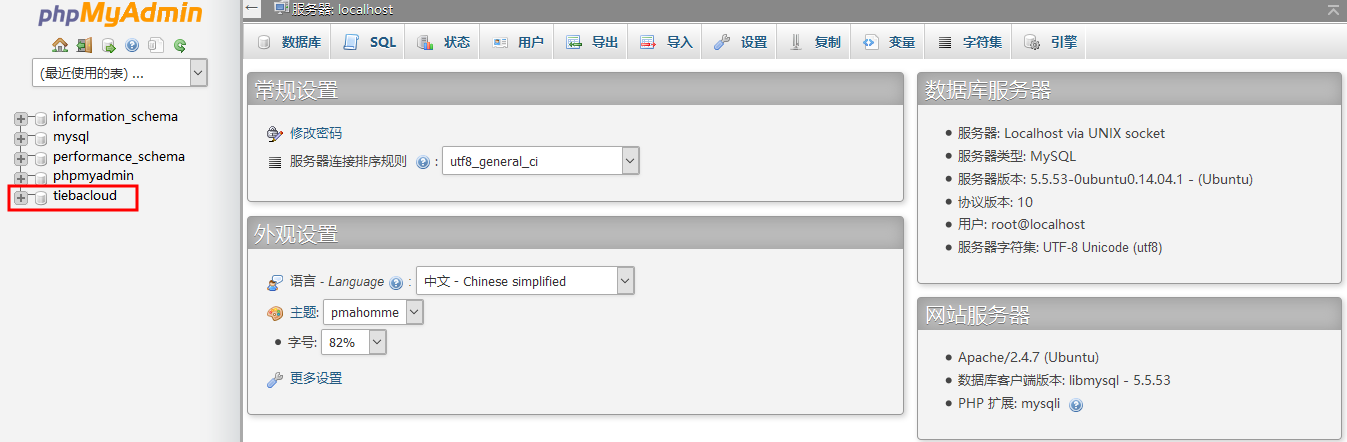 phpMyAdmin
(最近使用的表) ...
information_schema
mysql
performance_schema
phpmyadmin
tiebacloud
服务器: localhost
数据库 SQL 状态 用户 导出 导入 设置 复制 变量 字符集 引擎
常规设置
修改密码
服务器连接排序规则 : utf8_general_ci
外观设置
语言 - Language : 中文 - Chinese simplified
主题: pmahomme
字号: 82%
更多设置
数据库服务器
服务器: Localhost via UNIX socket
服务器类型: MySQL
服务器版本: 5.5.53-0ubuntu0.14.04.1 - (Ubuntu)
协议版本: 10
用户: root@localhost
服务器字符集: UTF-8 Unicode (utf8)
网站服务器
Apache/2.4.7 (Ubuntu)
数据库客户端版本: libmysql - 5.5.53
PHP 扩展: mysqli